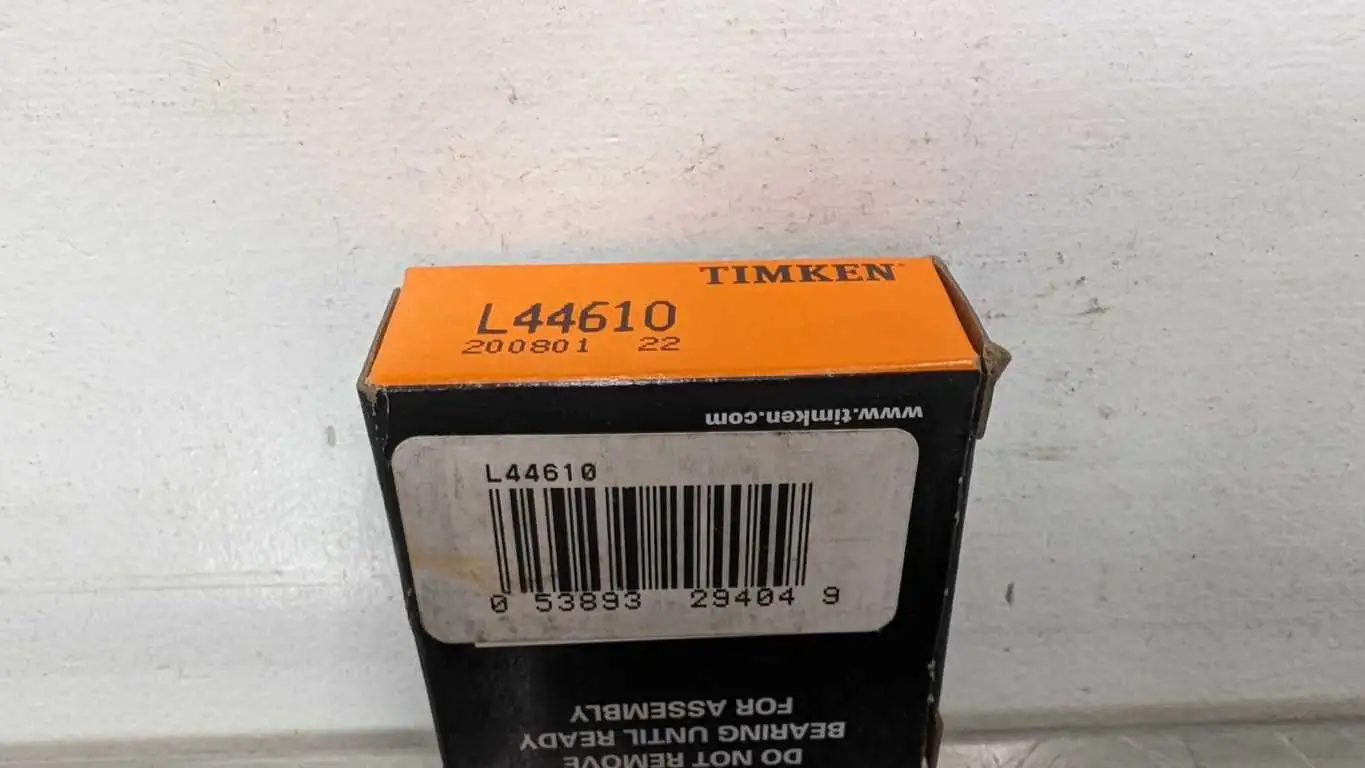 TIMKEN
L44610
200801 22
www.timken.com
L44610
0 53893 29404 9
DO NOT REMOVE
BEARING UNTIL READY
FOR ASSEMBLY